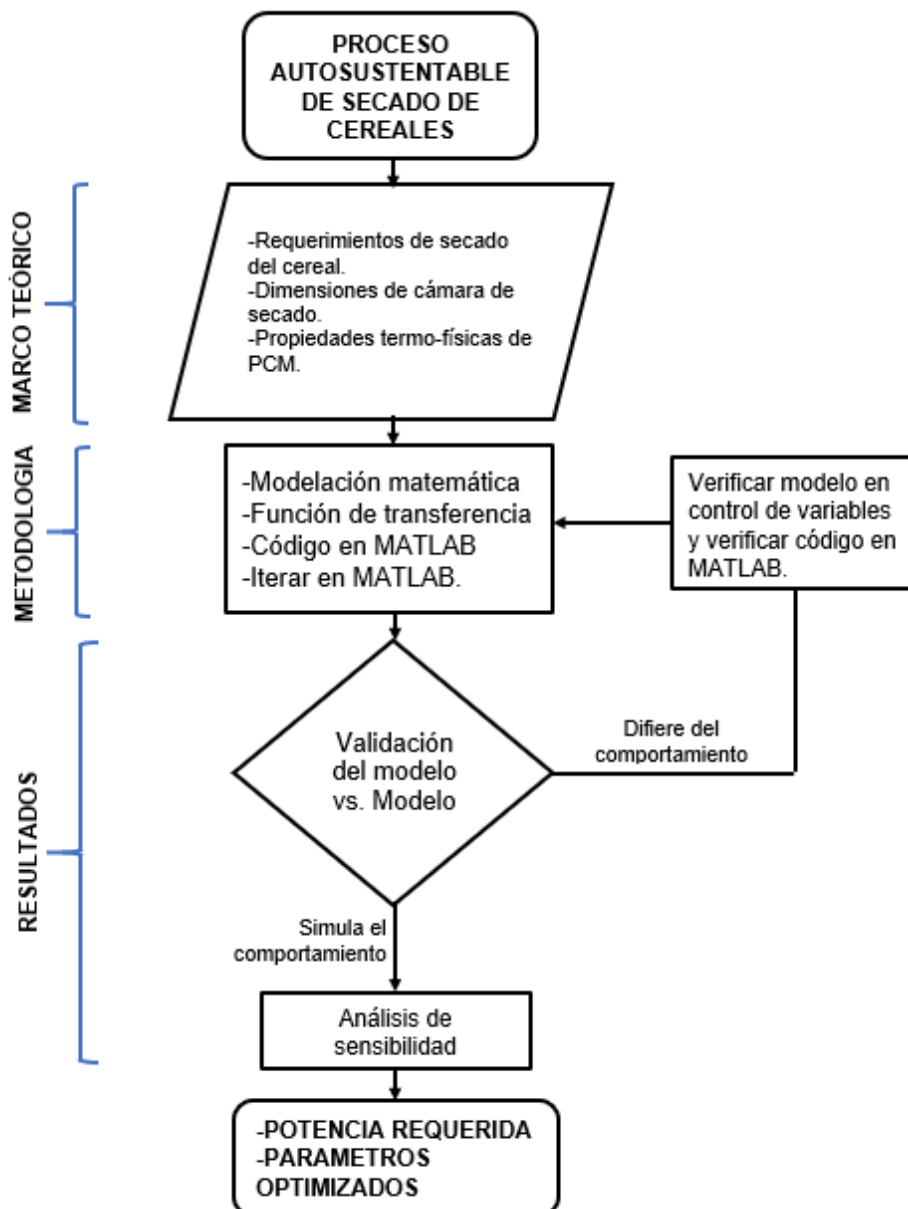 PROCESO
AUTOSUSTENTABLE
DE SECADO DE
CEREALES
MARCO TEÓRICO
-Requerimientos de secado
del cereal.
-Dimensiones de cámara de
secado.
-Propiedades termo-físicas de
PCM.
METODOLOGIA
-Modelación matemática
-Función de transferencia
-Código en MATLAB
-Iterar en MATLAB.
Verificar modelo en
control de variables
y verificar código en
MATLAB.
RESULTADOS
Validación
del modelo
vs. Modelo
Difiere del
comportamiento
Simula el
comportamiento
Análisis de
sensibilidad
-POTENCIA REQUERIDA
-PARAMETROS
OPTIMIZADOS